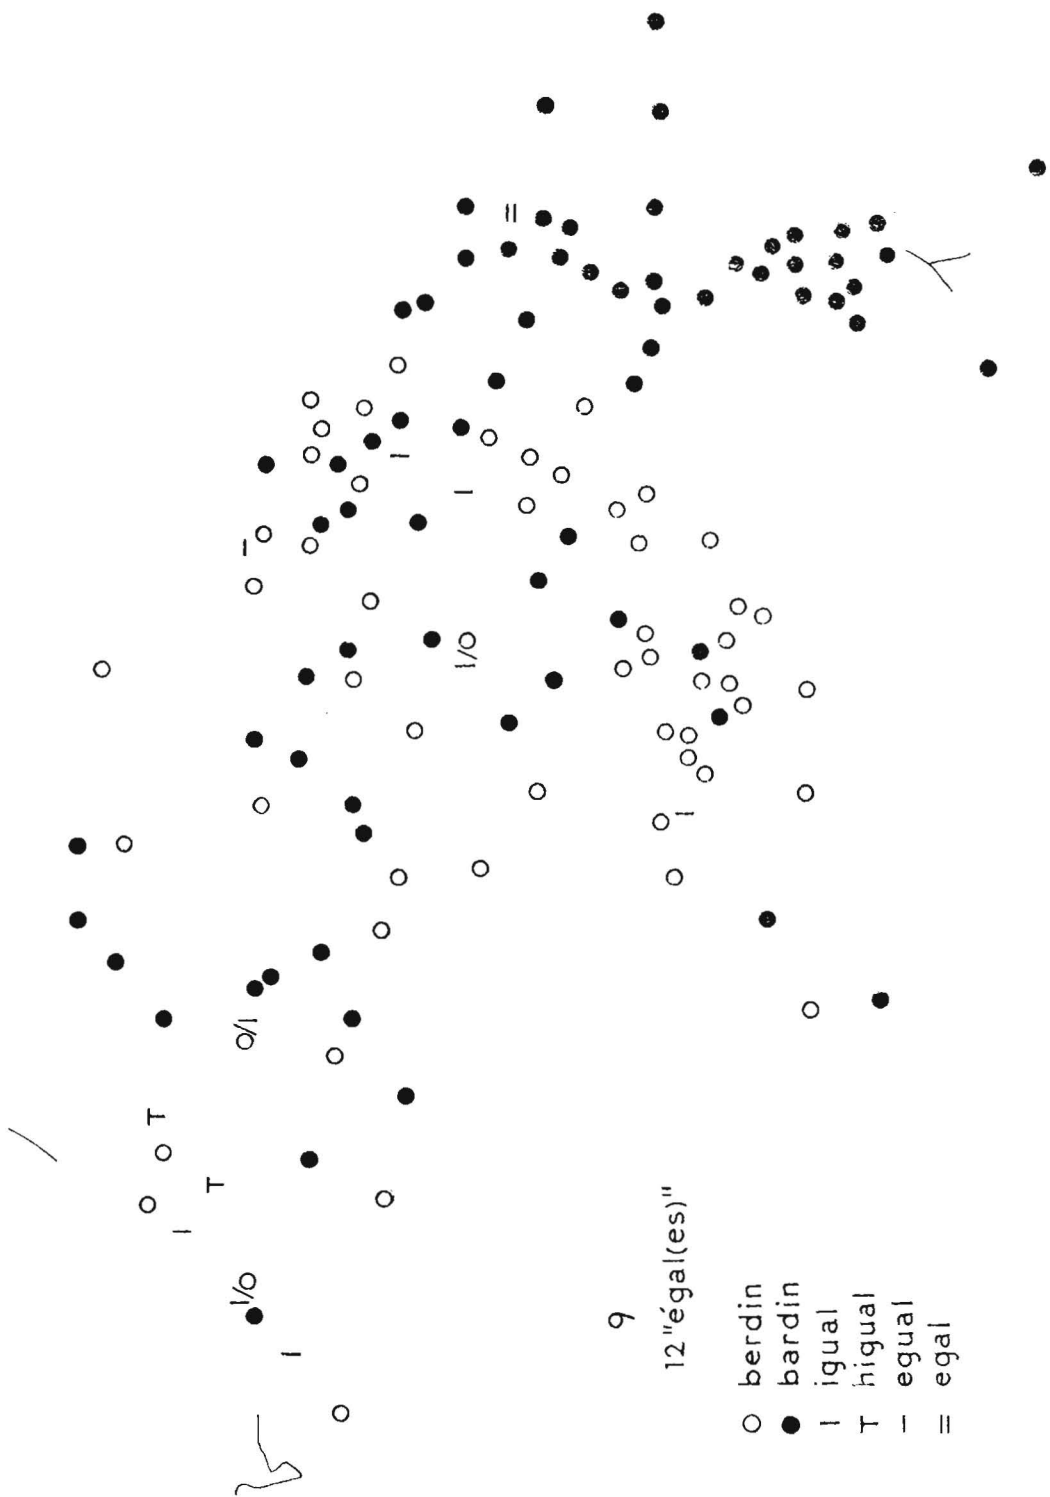 9
12 "égal(es)"
○ berdin
● bardin
I igual
T higual
— egual
= egal